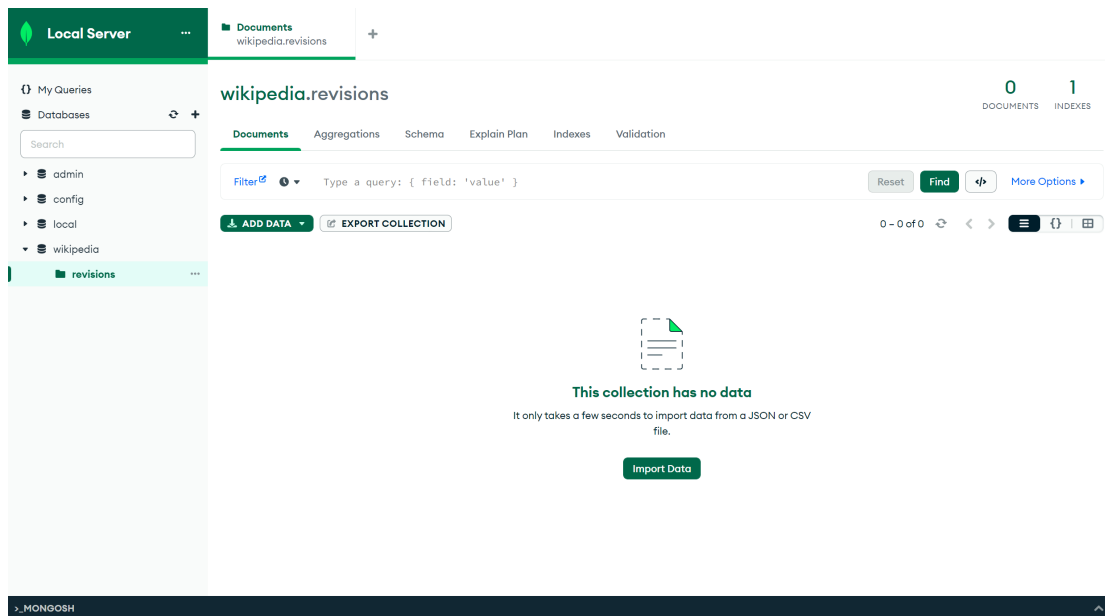 Local Server
Documents
wikipedia.revisions
{} My Queries
Databases
Search
admin
config
local
wikipedia
revisions
wikipedia.revisions
0
DOCUMENTS
1
INDEXES
Documents Aggregations Schema Explain Plan Indexes Validation
Filter Type a query: { field: 'value' } Reset Find </> More Options
ADD DATA EXPORT COLLECTION 0 – 0 of 0 {}
This collection has no data
It only takes a few seconds to import data from a JSON or CSV
file.
Import Data
>_MONGOSH